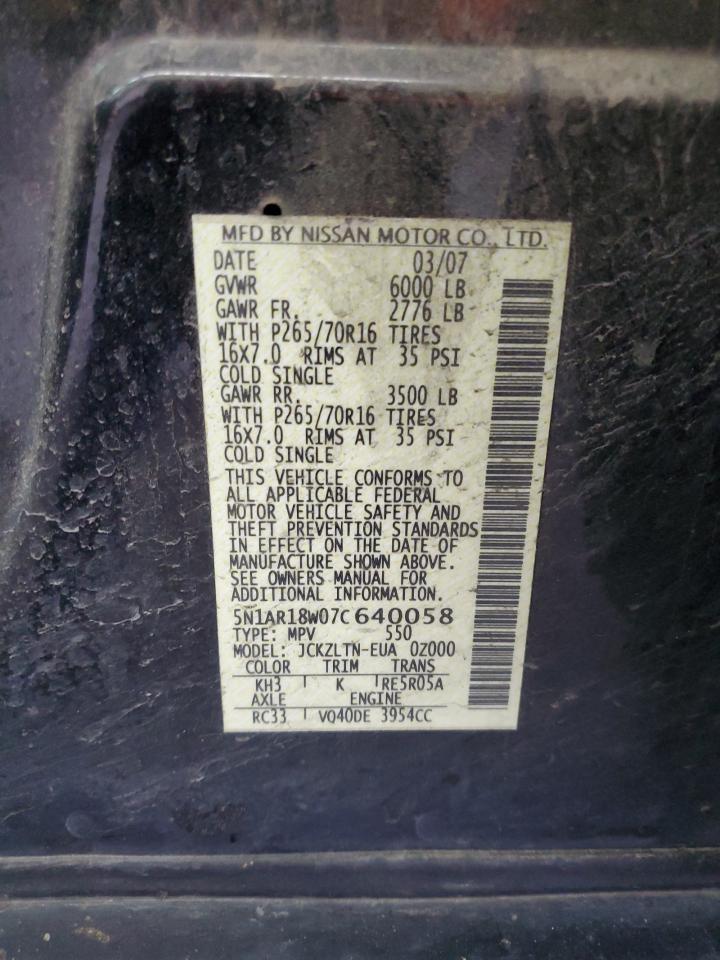 MFD BY NISSAN MOTOR CO., LTD.
DATE 03/07
GVWR 6000 LB
GAWR FR. 2776 LB
WITH P265/70R16 TIRES
16X7.0 RIMS AT 35 PSI
COLD SINGLE
GAWR RR. 3500 LB
WITH P265/70R16 TIRES
16X7.0 RIMS AT 35 PSI
COLD SINGLE
THIS VEHICLE CONFORMS TO
ALL APPLICABLE FEDERAL
MOTOR VEHICLE SAFETY AND
THEFT PREVENTION STANDARDS
IN EFFECT ON THE DATE OF
MANUFACTURE SHOWN ABOVE.
SEE OWNERS MANUAL FOR
ADDITIONAL INFORMATION.
5N1AR18W07C640058
TYPE: MPV 550
MODEL: JCKZLTN-EUA 0Z000
COLOR TRIM TRANS
KH3 K RE5R05A
AXLE ENGINE
RC33 VQ40DE 3954CC